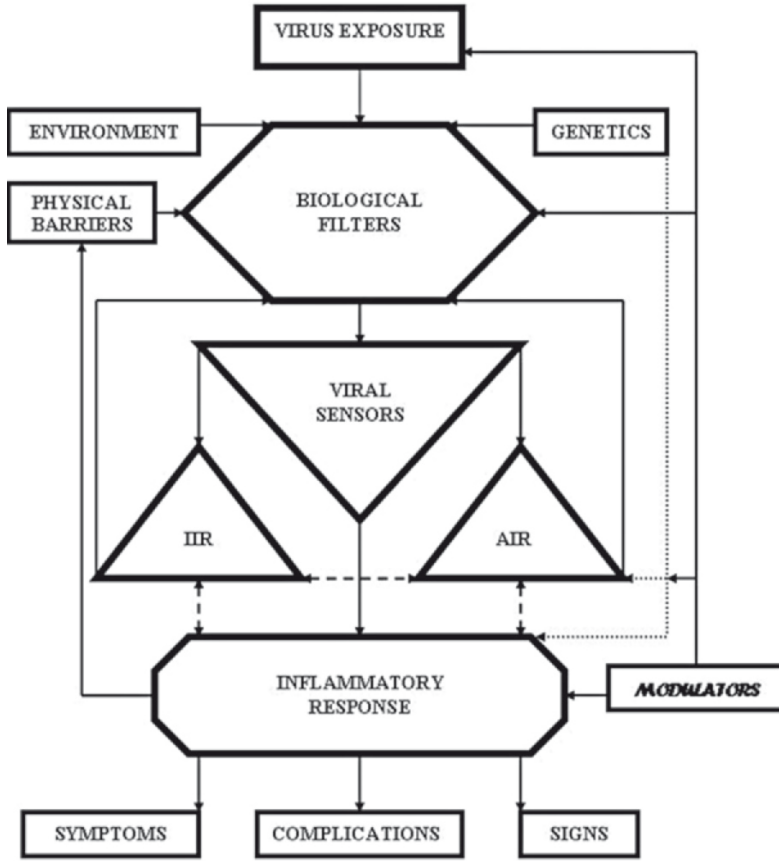 VIRUS EXPOSURE
ENVIRONMENT
GENETICS
PHYSICAL
BARRIERS
BIOLOGICAL
FILTERS
VIRAL
SENSORS
IIR
AIR
INFLAMMATORY
RESPONSE
MODULATORS
SYMPTOMS
COMPLICATIONS
SIGNS